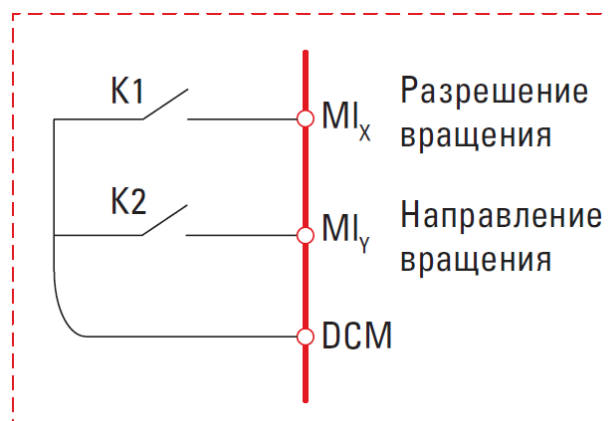 K1
MIX
Разрешение
вращения
K2
MIY
Направление
вращения
DCM